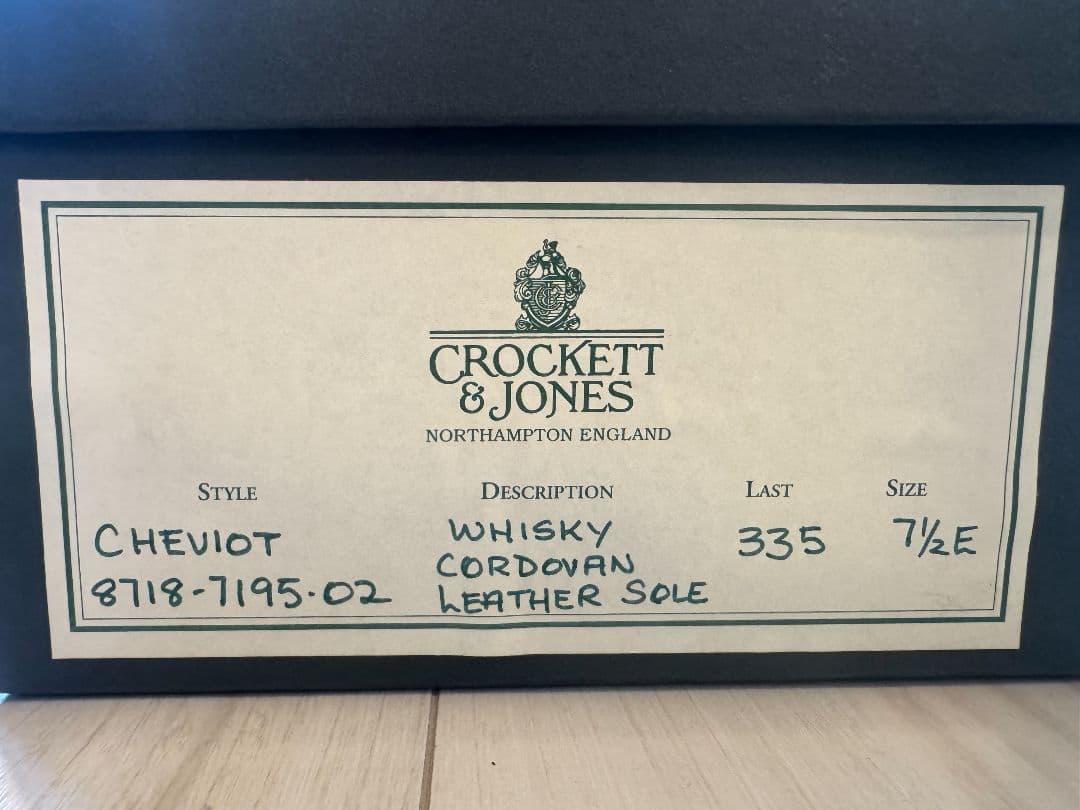 CROCKETT
& JONES
NORTHAMPTON ENGLAND
STYLE DESCRIPTION LAST SIZE
CHEVIOT WHISKY 335 7½E
CORDOVAN
8718-7195.02 LEATHER SOLE